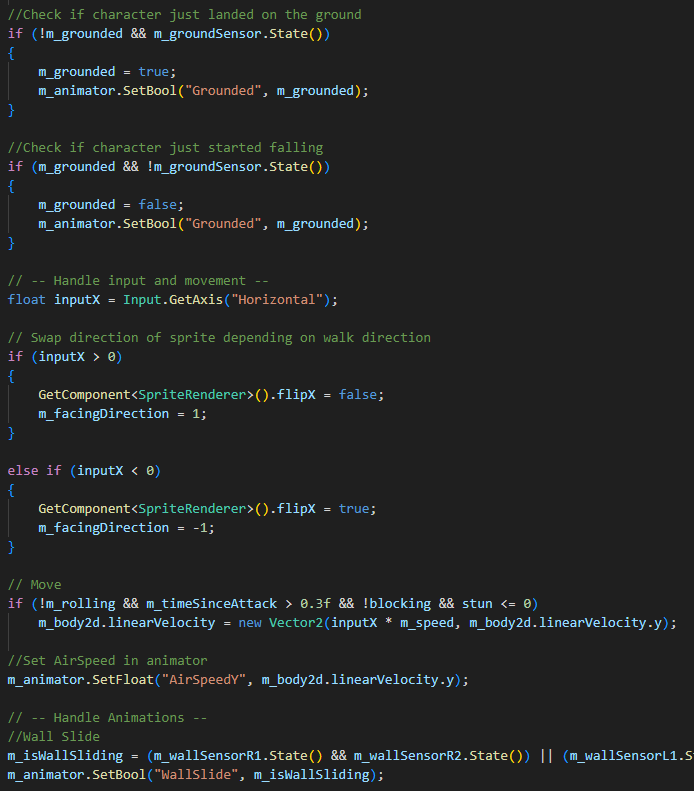 //Check if character just landed on the ground
if (!m_grounded && m_groundSensor.State())
{
    m_grounded = true;
    m_animator.SetBool("Grounded", m_grounded);
}

//Check if character just started falling
if (m_grounded && !m_groundSensor.State())
{
    m_grounded = false;
    m_animator.SetBool("Grounded", m_grounded);
}

// -- Handle input and movement --
float inputX = Input.GetAxis("Horizontal");

// Swap direction of sprite depending on walk direction
if (inputX > 0)
{
    GetComponent<SpriteRenderer>().flipX = false;
    m_facingDirection = 1;
}

else if (inputX < 0)
{
    GetComponent<SpriteRenderer>().flipX = true;
    m_facingDirection = -1;
}

// Move
if (!m_rolling && m_timeSinceAttack > 0.3f && !blocking && stun <= 0)
    m_body2d.linearVelocity = new Vector2(inputX * m_speed, m_body2d.linearVelocity.y);

//Set AirSpeed in animator
m_animator.SetFloat("AirSpeedY", m_body2d.linearVelocity.y);

// -- Handle Animations --
//Wall Slide
m_isWallSliding = (m_wallSensorR1.State() && m_wallSensorR2.State()) || (m_wallSensorL1.S
m_animator.SetBool("WallSlide", m_isWallSliding);